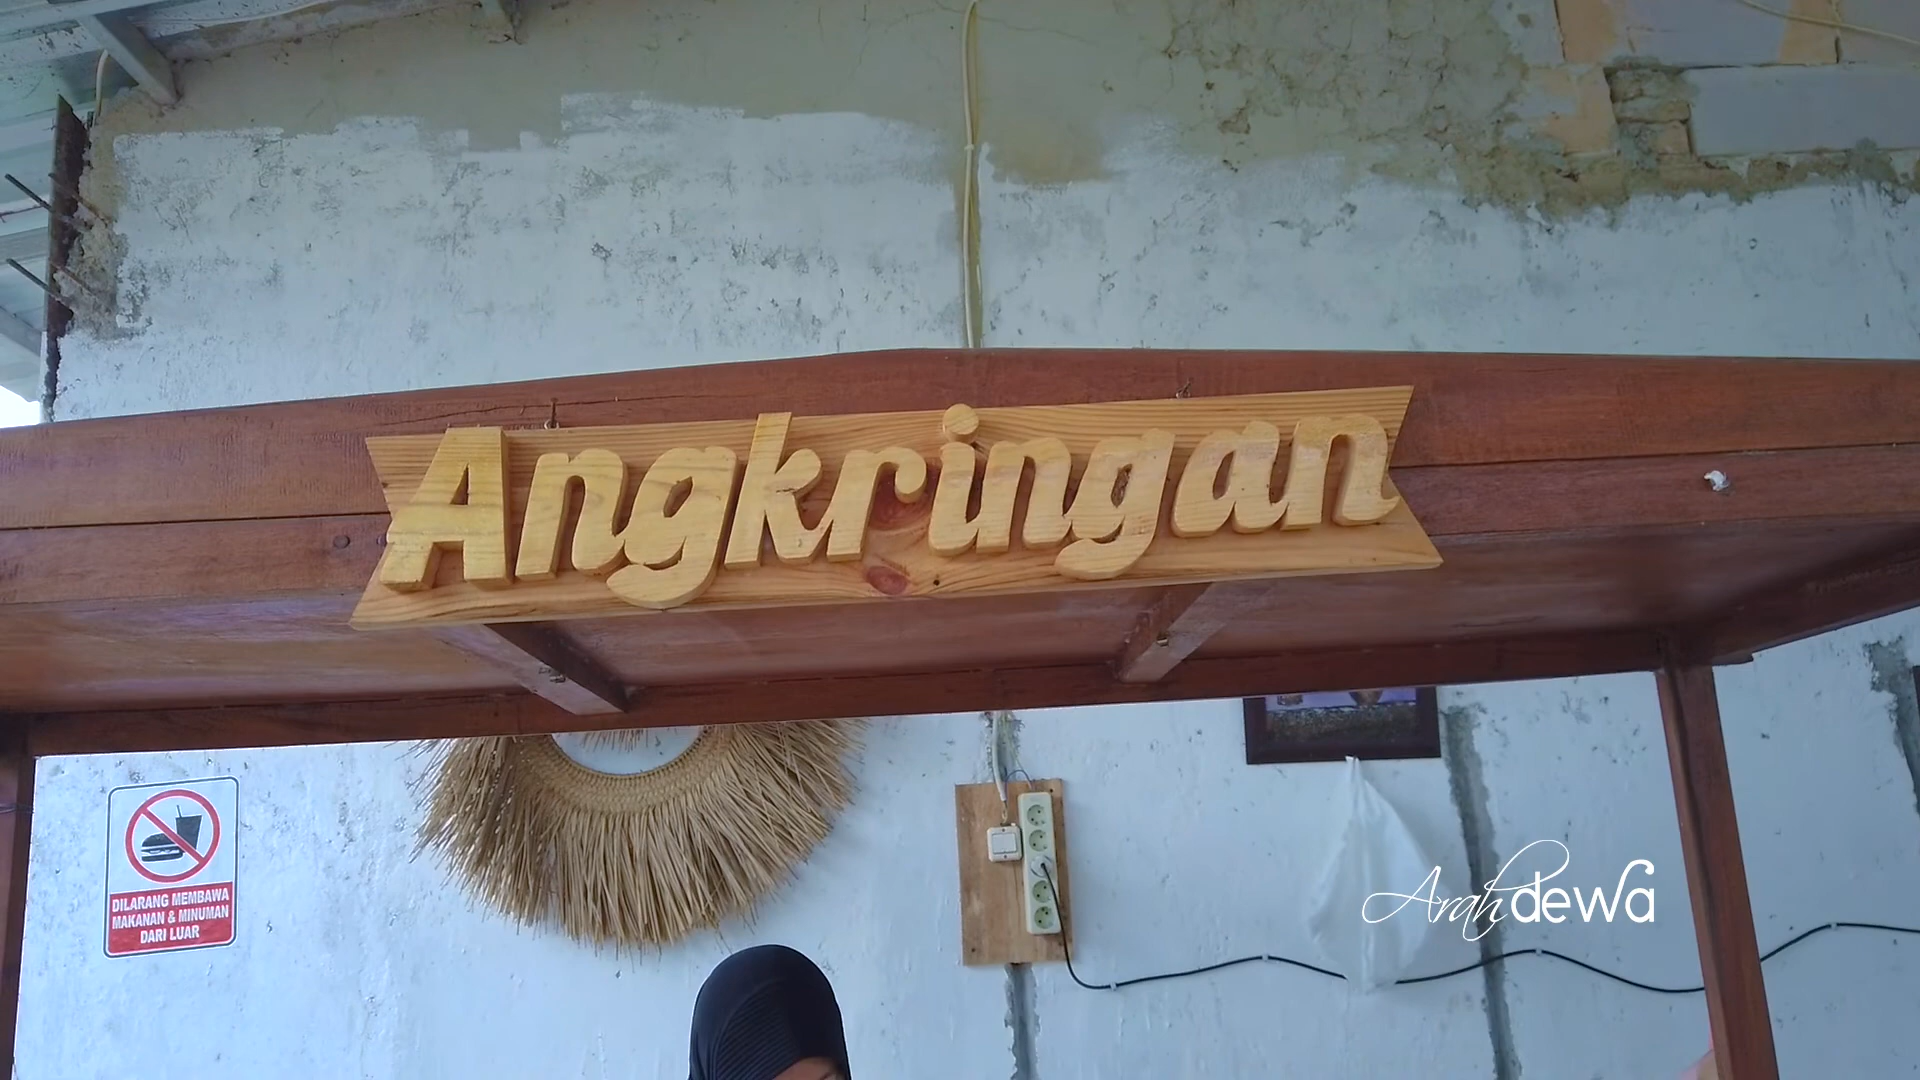 Angkringan
DILARANG MEMBAWA
MAKANAN & MINUMAN
DARI LUAR
Arahdewa